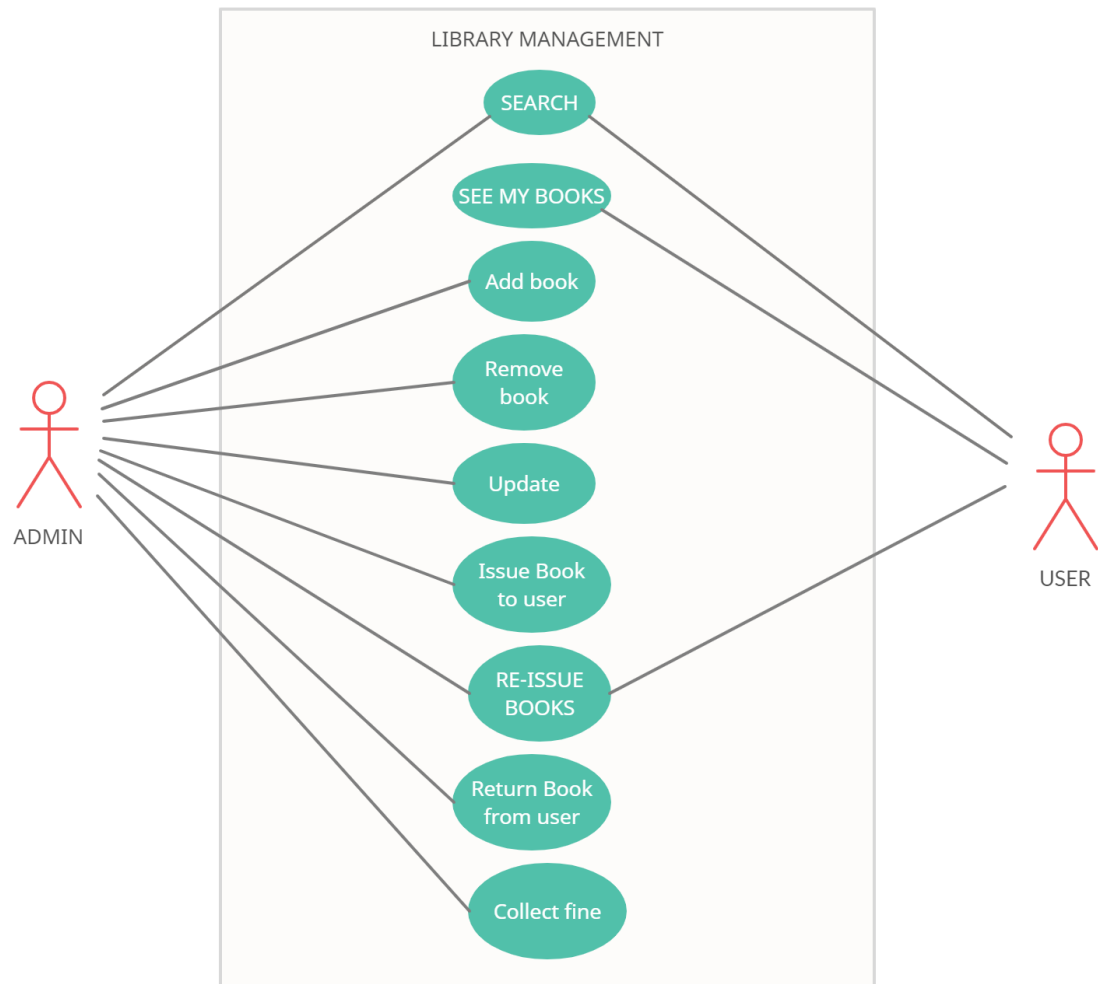 LIBRARY MANAGEMENT
SEARCH
SEE MY BOOKS
Add book
Remove
book
Update
ADMIN
USER
Issue Book
to user
RE-ISSUE
BOOKS
Return Book
from user
Collect fine